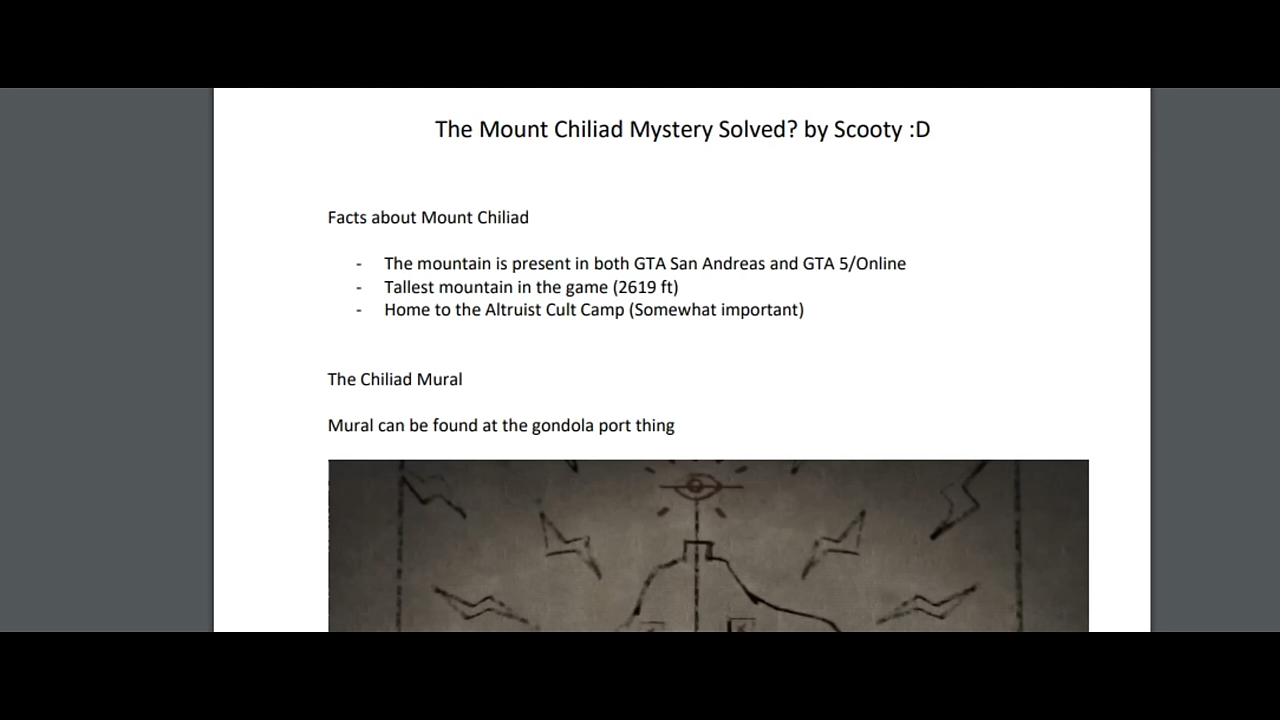 The Mount Chiliad Mystery Solved? by Scooty :D
Facts about Mount Chiliad
- The mountain is present in both GTA San Andreas and GTA 5/Online
- Tallest mountain in the game (2619 ft)
- Home to the Altruist Cult Camp (Somewhat important)
The Chiliad Mural
Mural can be found at the gondola port thing